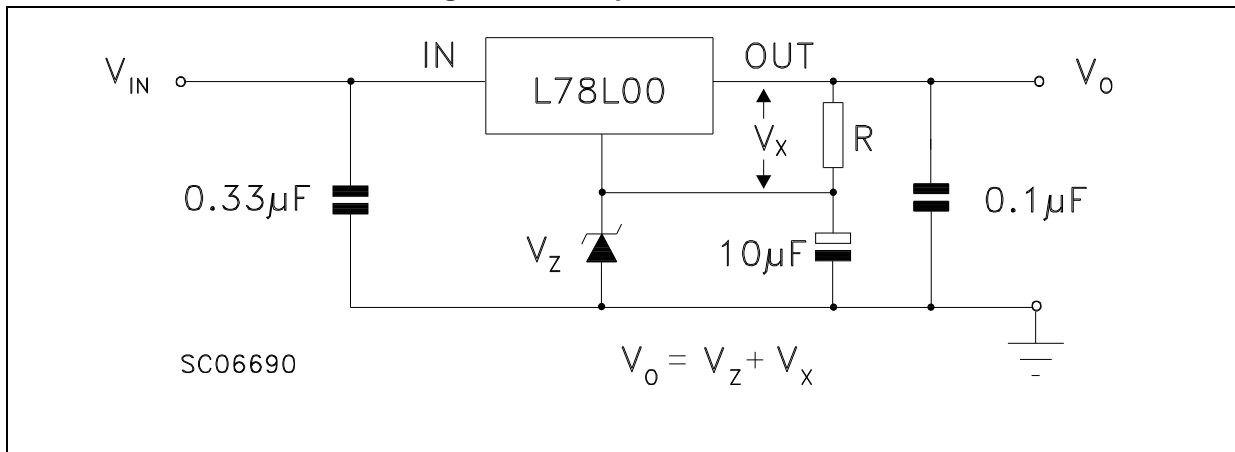 IN
OUT
V_IN
L78L00
V_O
V_X
R
0.33µF
0.1µF
V_Z
10µF
SC06690
V_O = V_Z + V_X